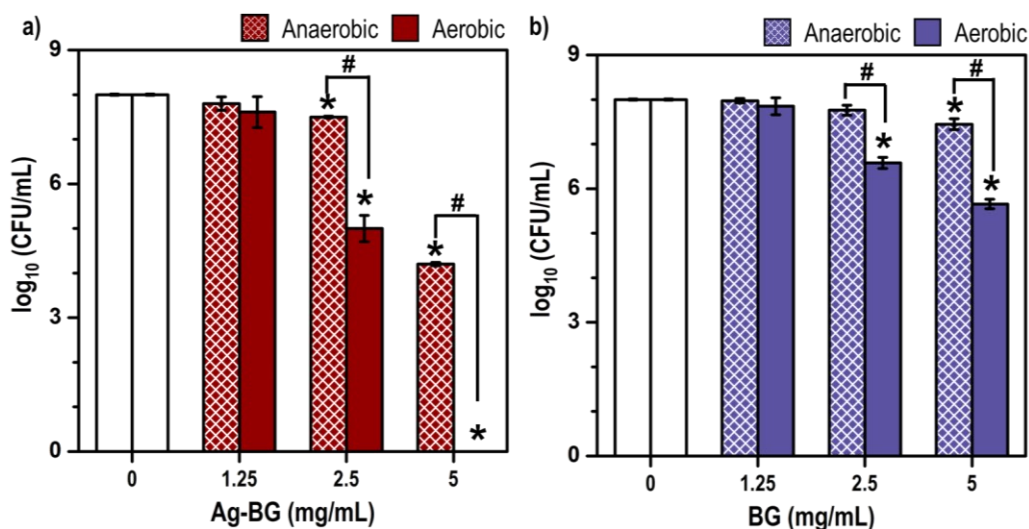 a) Anaerobic Aerobic
9
6
3
0
log10 (CFU/mL)
#
*
*
#
*
*
0 1.25 2.5 5
Ag-BG (mg/mL)
b) Anaerobic Aerobic
9
6
3
0
log10 (CFU/mL)
#
*
#
*
*
0 1.25 2.5 5
BG (mg/mL)